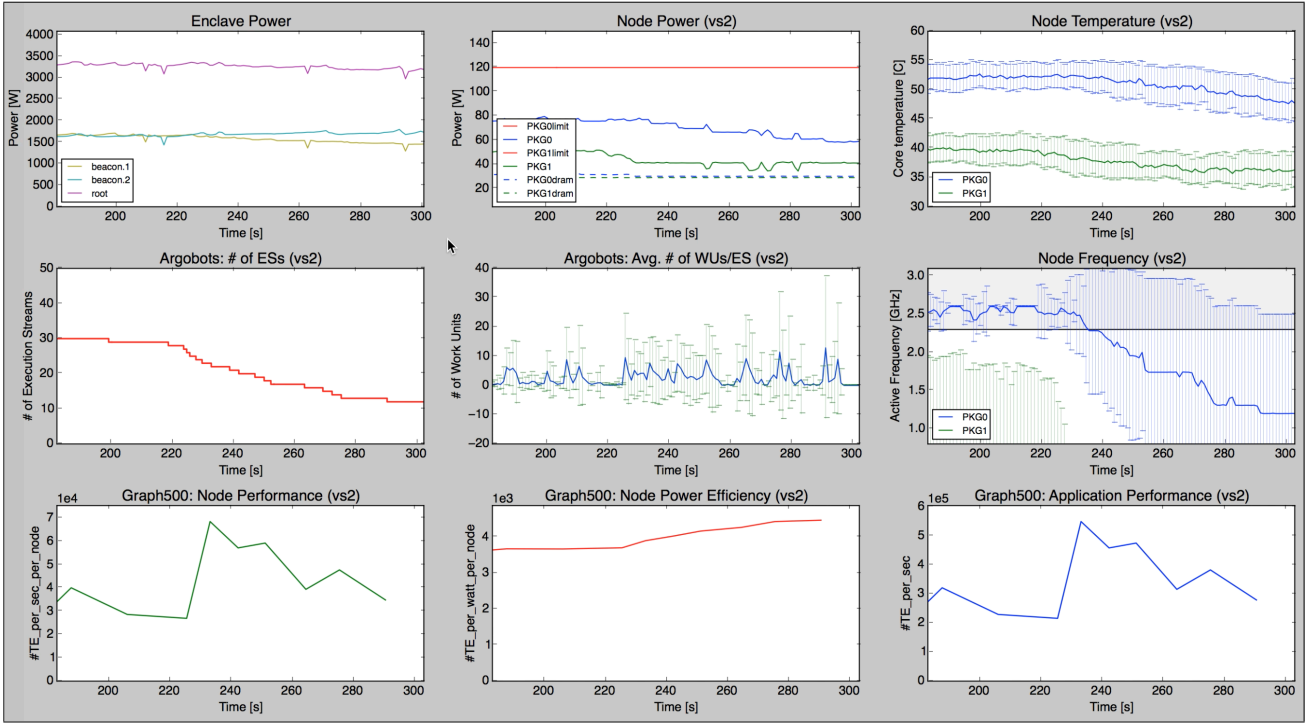 Enclave Power
Power [W]
4000
3500
3000
2500
2000
1500
1000
500
0
beacon.1
beacon.2
root
200 220 240 260 280 300
Time [s]
Node Power (vs2)
Power [W]
140
120
100
80
60
40
20
PKG0limit
PKG0
PKG1limit
PKG1
PKG0dram
PKG1dram
200 220 240 260 280 300
Time [s]
Node Temperature (vs2)
Core temperature [C]
60
55
50
45
40
35
30
PKG0
PKG1
200 220 240 260 280 300
Time [s]
Argobots: # of ESs (vs2)
# of Execution Streams
50
40
30
20
10
0
200 220 240 260 280 300
Time [s]
Argobots: Avg. # of WUs/ES (vs2)
# of Work Units
40
30
20
10
0
−10
−20
200 220 240 260 280 300
Time [s]
Node Frequency (vs2)
Active Frequency [GHz]
3.0
2.5
2.0
1.5
1.0
PKG0
PKG1
200 220 240 260 280 300
Time [s]
Graph500: Node Performance (vs2)
1e4
#TE_per_sec_per_node
7
6
5
4
3
2
1
0
200 220 240 260 280 300
Time [s]
Graph500: Node Power Efficiency (vs2)
1e3
#TE_per_watt_per_node
4
3
2
1
0
200 220 240 260 280 300
Time [s]
Graph500: Application Performance (vs2)
1e5
#TE_per_sec
6
5
4
3
2
1
0
200 220 240 260 280 300
Time [s]